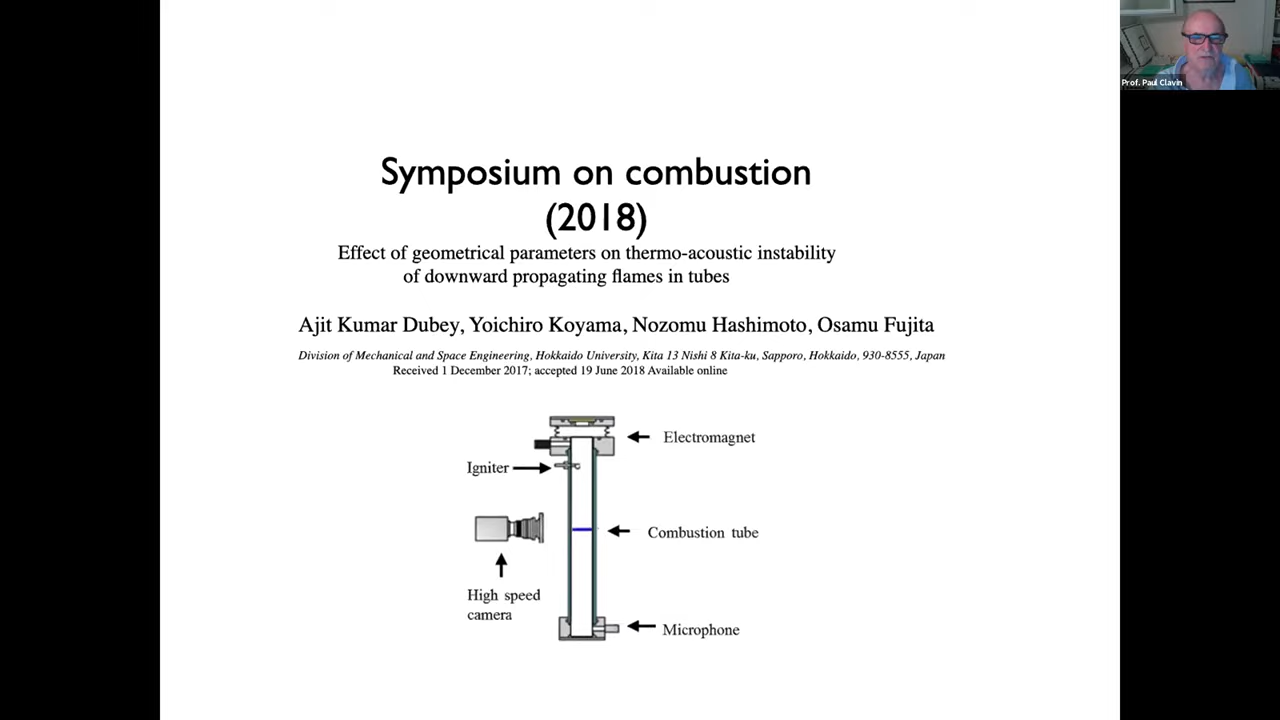 Prof. Paul Clavin
Symposium on combustion
(2018)
Effect of geometrical parameters on thermo-acoustic instability
of downward propagating flames in tubes
Ajit Kumar Dubey, Yoichiro Koyama, Nozomu Hashimoto, Osamu Fujita
Division of Mechanical and Space Engineering, Hokkaido University, Kita 13 Nishi 8 Kita-ku, Sapporo, Hokkaido, 930-8555, Japan
Received 1 December 2017; accepted 19 June 2018 Available online
Electromagnet
Igniter
Combustion tube
High speed
camera
Microphone